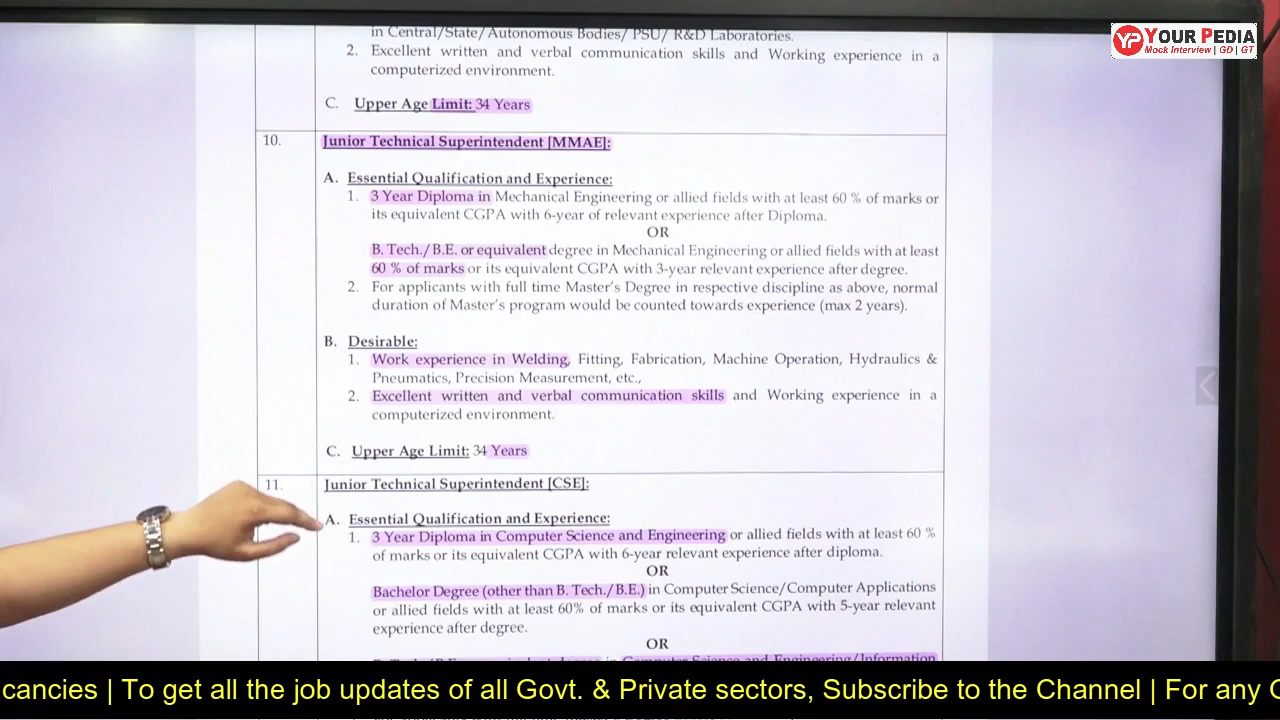 in Central/State/Autonomous Bodies/ PSU/ R&D Laboratories.
2. Excellent written and verbal communication skills and Working experience in a
computerized environment.
C. Upper Age Limit: 34 Years
YP YOUR PEDIA
Mock Interview | GD | GT
10. Junior Technical Superintendent [MMAE]:
A. Essential Qualification and Experience:
1. 3 Year Diploma in Mechanical Engineering or allied fields with at least 60 % of marks or
its equivalent CGPA with 6-year of relevant experience after Diploma.
OR
B. Tech./B.E. or equivalent degree in Mechanical Engineering or allied fields with at least
60 % of marks or its equivalent CGPA with 3-year relevant experience after degree.
2. For applicants with full time Master's Degree in respective discipline as above, normal
duration of Master's program would be counted towards experience (max 2 years).
B. Desirable:
1. Work experience in Welding, Fitting, Fabrication, Machine Operation, Hydraulics &
Pneumatics, Precision Measurement, etc.,
2. Excellent written and verbal communication skills and Working experience in a
computerized environment.
C. Upper Age Limit: 34 Years
11. Junior Technical Superintendent [CSE]:
A. Essential Qualification and Experience:
1. 3 Year Diploma in Computer Science and Engineering or allied fields with at least 60 %
of marks or its equivalent CGPA with 6-year relevant experience after diploma.
OR
Bachelor Degree (other than B. Tech./B.E.) in Computer Science/Computer Applications
or allied fields with at least 60% of marks or its equivalent CGPA with 5-year relevant
experience after degree.
OR
Computer Science and Engineering/Information
cancies | To get all the job updates of all Govt. & Private sectors, Subscribe to the Channel | For any